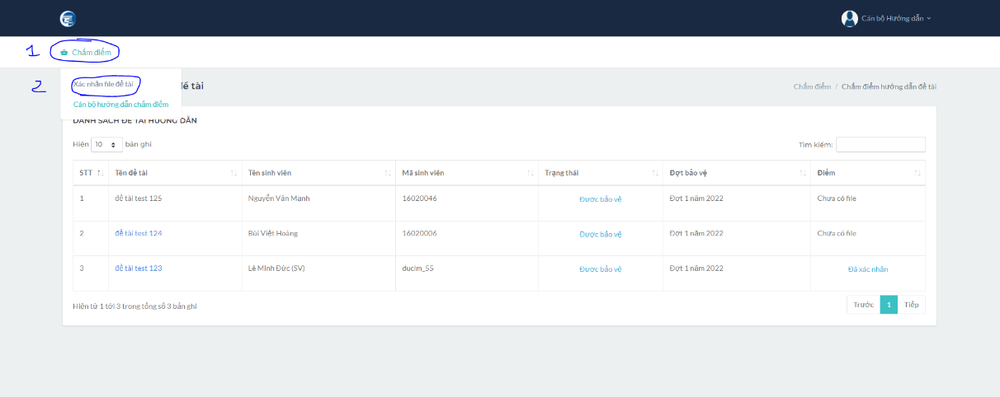 Cán bộ Hướng dẫn
1 Chấm điểm
2 Xác nhận file đề tài
đề tài
Chấm điểm / Chấm điểm hướng dẫn đề tài
Cán bộ hướng dẫn chấm điểm
DANH SÁCH ĐỀ TÀI HƯỚNG DẪN
Hiện 10 bản ghi
Tìm kiếm:
STT Tên đề tài Tên sinh viên Mã sinh viên Trạng thái Đợt bảo vệ Điểm
1 đề tài test 125 Nguyễn Văn Mạnh 16020046 Được bảo vệ Đợt 1 năm 2022 Chưa có file
2 đề tài test 124 Bùi Việt Hoàng 16020006 Được bảo vệ Đợt 1 năm 2022 Chưa có file
3 đề tài test 123 Lê Minh Đức (SV) ducim_55 Được bảo vệ Đợt 1 năm 2022 Đã xác nhận
Hiện từ 1 tới 3 trong tổng số 3 bản ghi
Trước 1 Tiếp